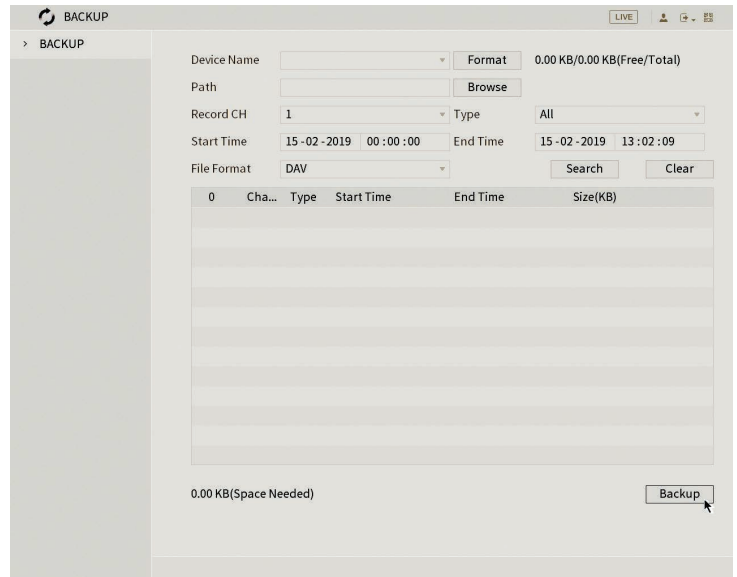 BACKUP
LIVE
BACKUP
Device Name Format 0.00 KB/0.00 KB(Free/Total)
Path Browse
Record CH 1 Type All
Start Time 15-02-2019 00:00:00 End Time 15-02-2019 13:02:09
File Format DAV Search Clear
0 Cha... Type Start Time End Time Size(KB)
0.00 KB(Space Needed) Backup